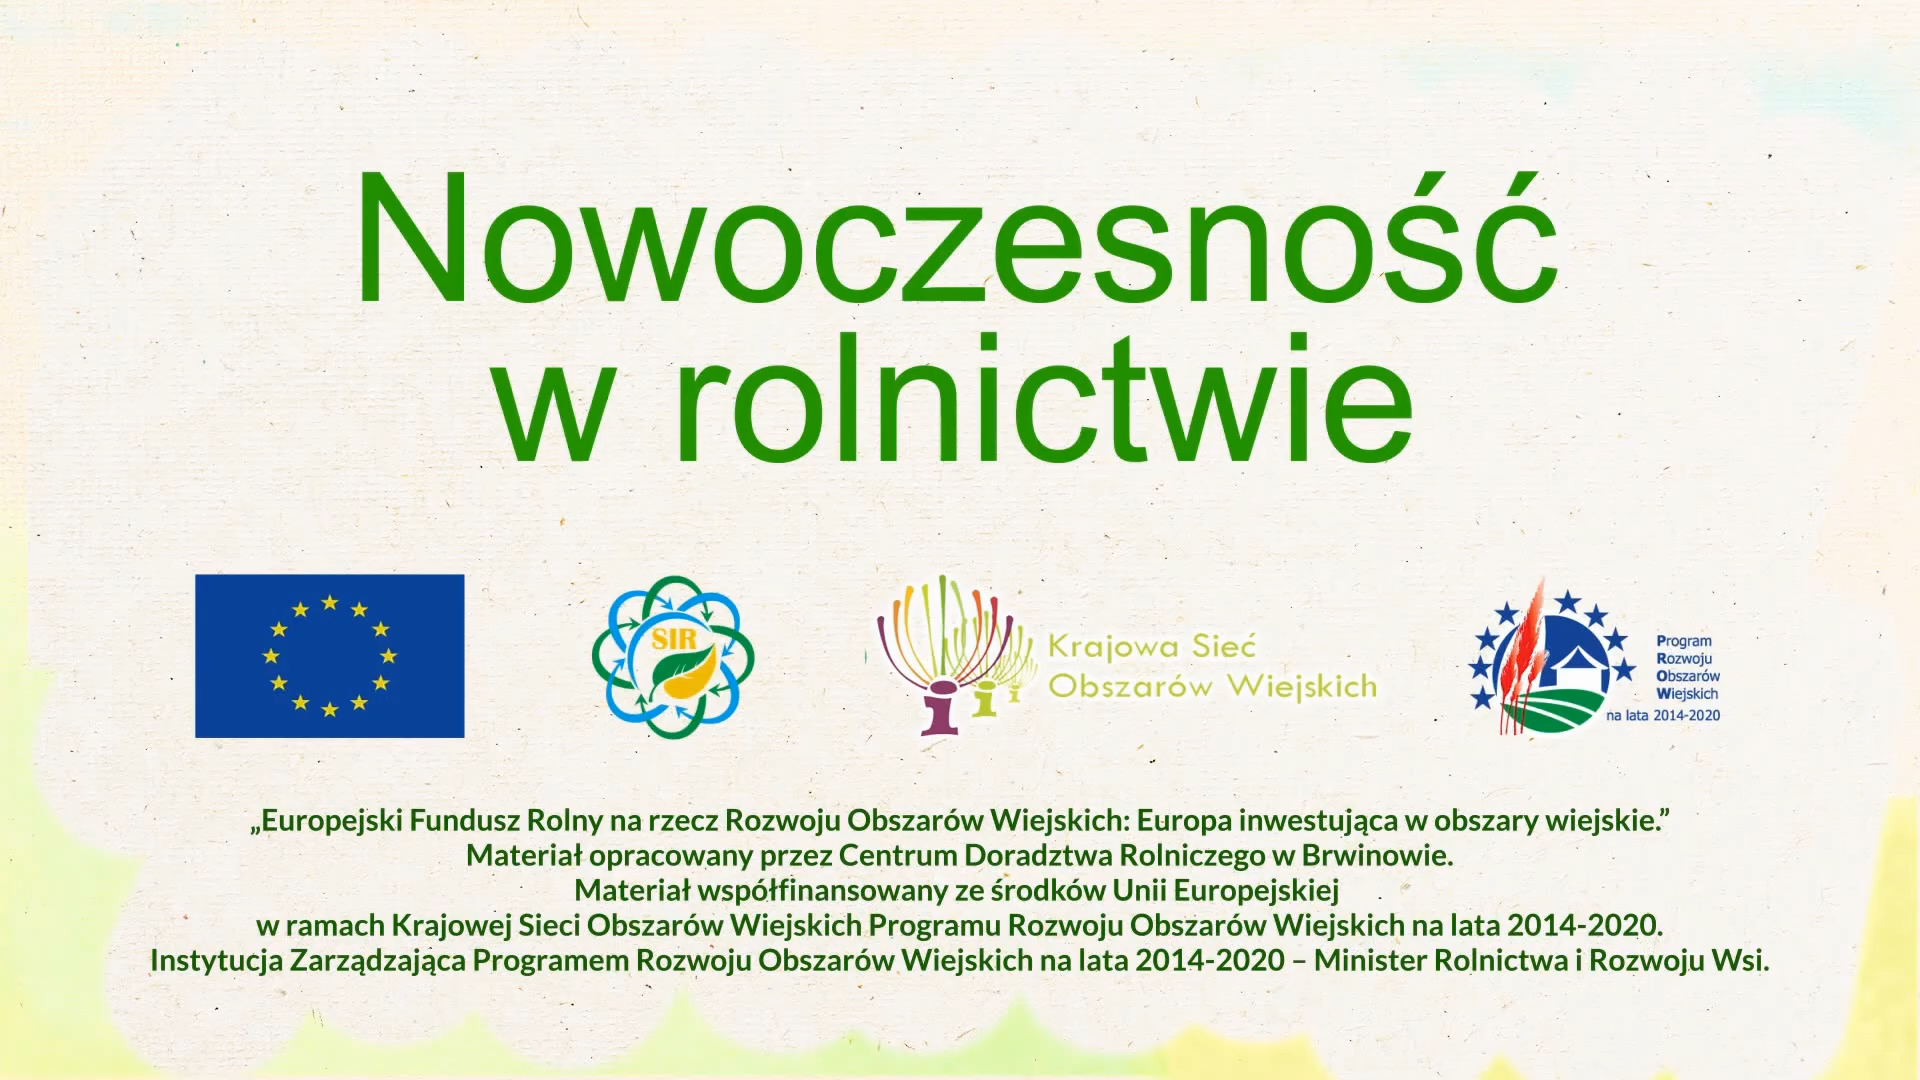 Nowoczesność
w rolnictwie
SIR
Krajowa Sieć
Obszarów Wiejskich
Program
Rozwoju
Obszarów
Wiejskich
na lata 2014-2020
„Europejski Fundusz Rolny na rzecz Rozwoju Obszarów Wiejskich: Europa inwestująca w obszary wiejskie.”
Materiał opracowany przez Centrum Doradztwa Rolniczego w Brwinowie.
Materiał współfinansowany ze środków Unii Europejskiej
w ramach Krajowej Sieci Obszarów Wiejskich Programu Rozwoju Obszarów Wiejskich na lata 2014-2020.
Instytucja Zarządzająca Programem Rozwoju Obszarów Wiejskich na lata 2014-2020 – Minister Rolnictwa i Rozwoju Wsi.